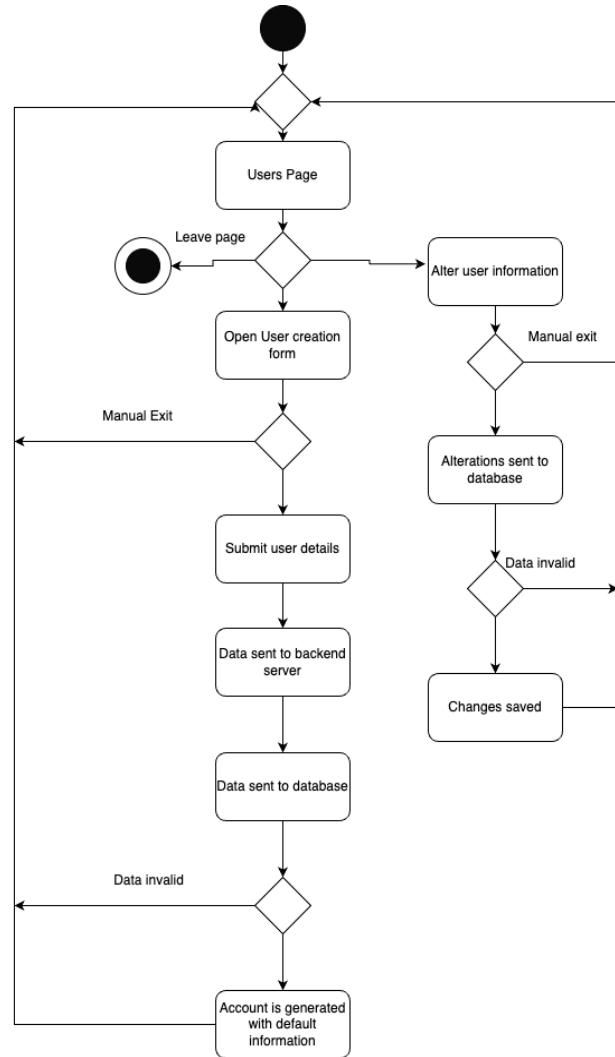 Users Page
Leave page
Alter user information
Open User creation
form
Manual exit
Manual Exit
Alterations sent to
database
Submit user details
Data invalid
Data sent to backend
server
Changes saved
Data sent to database
Data invalid
Account is generated
with default
information